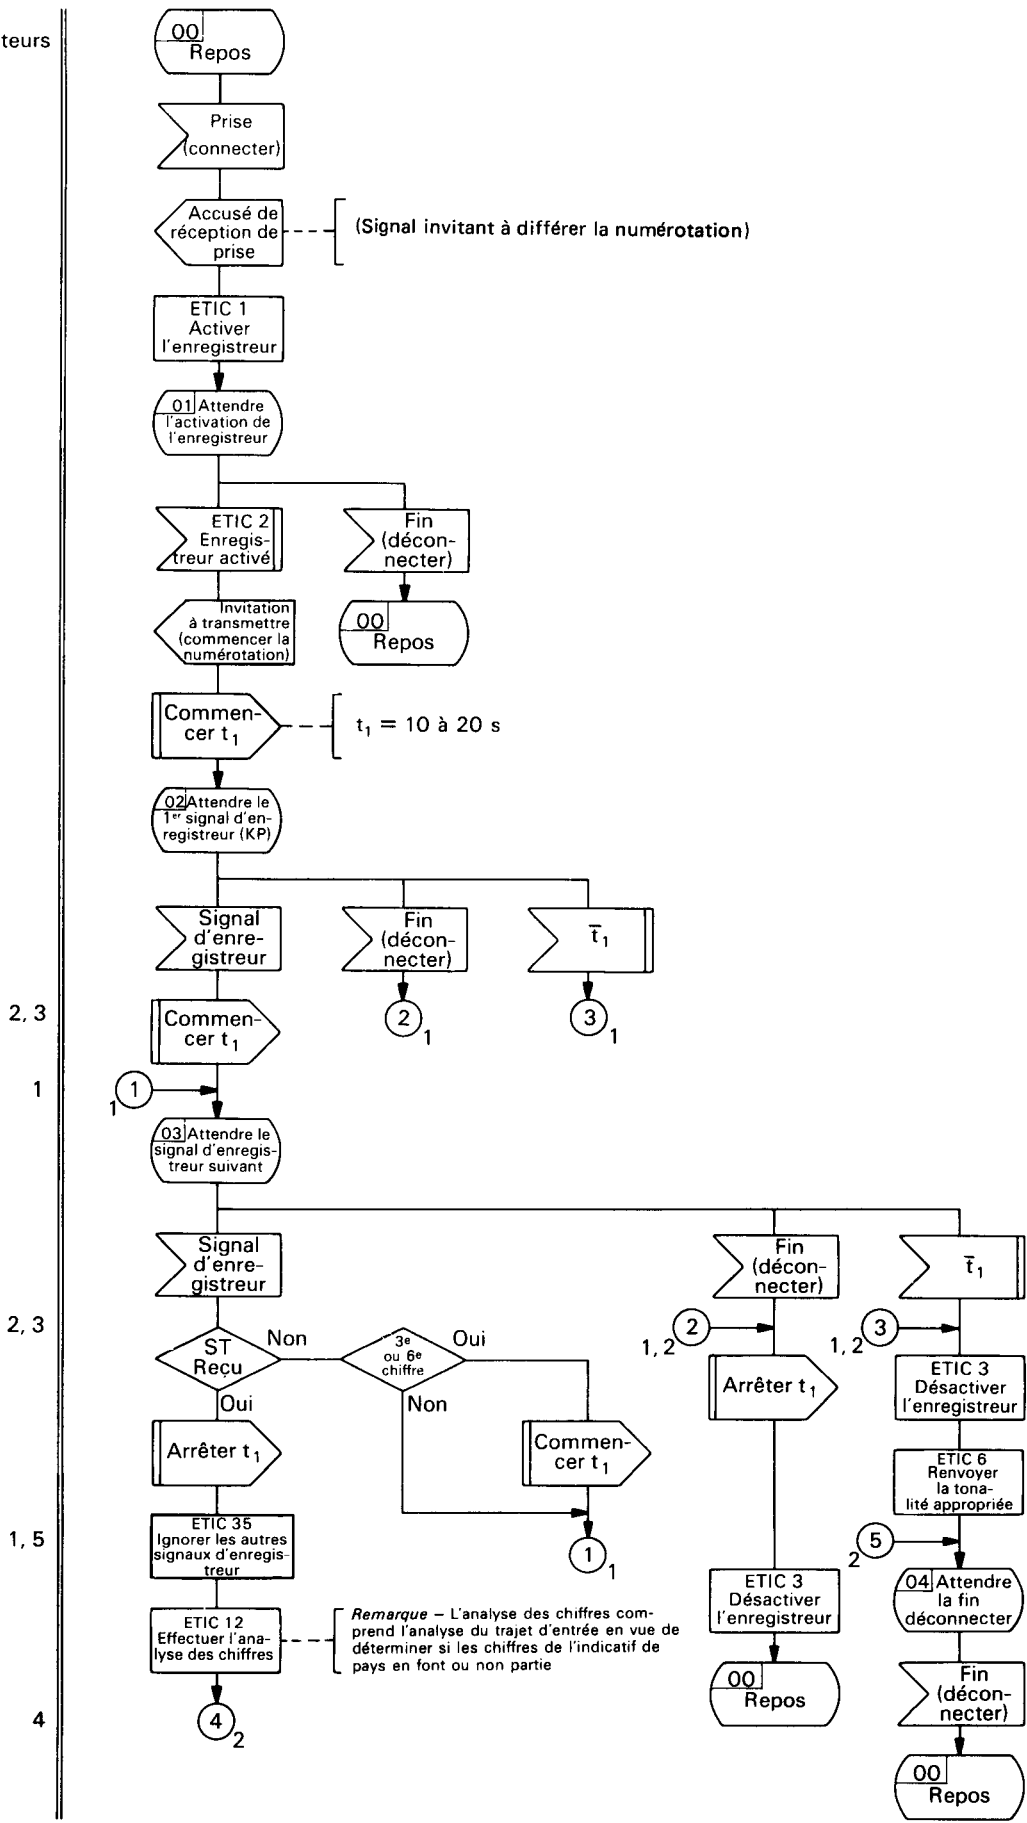 teurs
00
Repos
Prise
(connecter)
Accusé de
réception de
prise
(Signal invitant à différer la numérotation)
ETIC 1
Activer
l'enregistreur
01 Attendre
l'activation de
l'enregistreur
ETIC 2
Enregis-
treur activé
Fin
(décon-
necter)
Invitation
à transmettre
(commencer la
numérotation)
00
Repos
Commen-
cer t1
t1 = 10 à 20 s
02 Attendre le
1er signal d'en-
registreur (KP)
Signal
d'enre-
gistreur
Fin
(décon-
necter)
t̅1
2, 3
Commen-
cer t1
2
1
3
1
1
1
1
03 Attendre le
signal d'enregis-
treur suivant
Signal
d'enre-
gistreur
Fin
(décon-
necter)
t̅1
2, 3
ST
Reçu
Non
Oui
3e
ou 6e
chiffre
Oui
Non
1, 2
2
1, 2
3
Arrêter t1
ETIC 3
Désactiver
l'enregistreur
Arrêter t1
Commen-
cer t1
ETIC 6
Renvoyer
la tona-
lité appropriée
1, 5
ETIC 35
Ignorer les autres
signaux d'enregis-
treur
1
1
2
5
ETIC 3
Désactiver
l'enregistreur
04 Attendre
la fin
déconnecter)
ETIC 12
Effectuer l'ana-
lyse des chiffres
Remarque – L'analyse des chiffres com-
prend l'analyse du trajet d'entrée en vue de
déterminer si les chiffres de l'indicatif de
pays en font ou non partie
00
Repos
Fin
(décon-
necter)
4
4
2
00
Repos